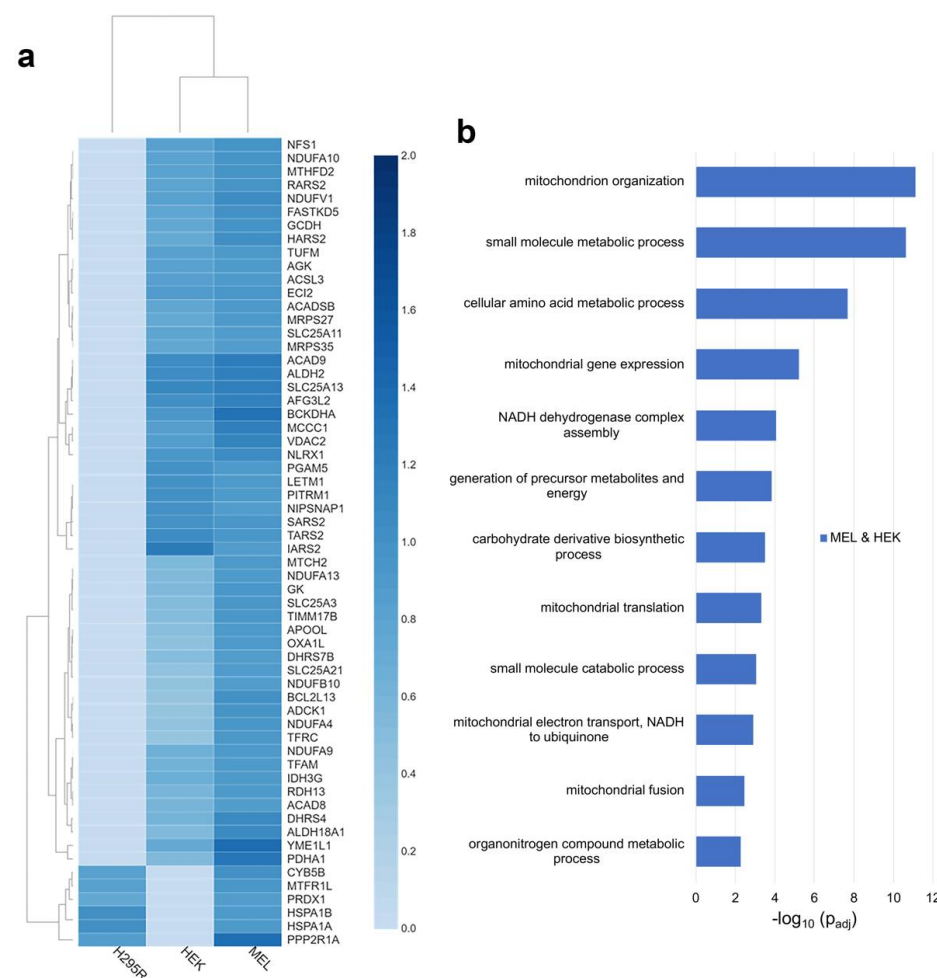 a
NFS1
NDUFA10
MTHFD2
RARS2
NDUFV1
FASTKD5
GCDH
HARS2
TUFM
AGK
ACSL3
ECI2
ACADSB
MRPS27
SLC25A11
MRPS35
ACAD9
ALDH2
SLC25A13
AFG3L2
BCKDHA
MCCC1
VDAC2
NLRX1
PGAM5
LETM1
PITRM1
NIPSNAP1
SARS2
TARS2
IARS2
MTCH2
NDUFA13
GK
SLC25A3
TIMM17B
APOOL
OXA1L
DHRS7B
SLC25A21
NDUFB10
BCL2L13
ADCK1
NDUFA4
TFRC
NDUFA9
TFAM
IDH3G
RDH13
ACAD8
DHRS4
ALDH18A1
YME1L1
PDHA1
CYB5B
MTFR1L
PRDX1
HSPA1B
HSPA1A
PPP2R1A
H295R
HEK
MEL
2.0
1.8
1.6
1.4
1.2
1.0
0.8
0.6
0.4
0.2
0.0
b
mitochondrion organization
small molecule metabolic process
cellular amino acid metabolic process
mitochondrial gene expression
NADH dehydrogenase complex
assembly
generation of precursor metabolites and
energy
carbohydrate derivative biosynthetic
process
mitochondrial translation
small molecule catabolic process
mitochondrial electron transport, NADH
to ubiquinone
mitochondrial fusion
organonitrogen compound metabolic
process
MEL & HEK
0 2 4 6 8 10 12
-log10 (padj)